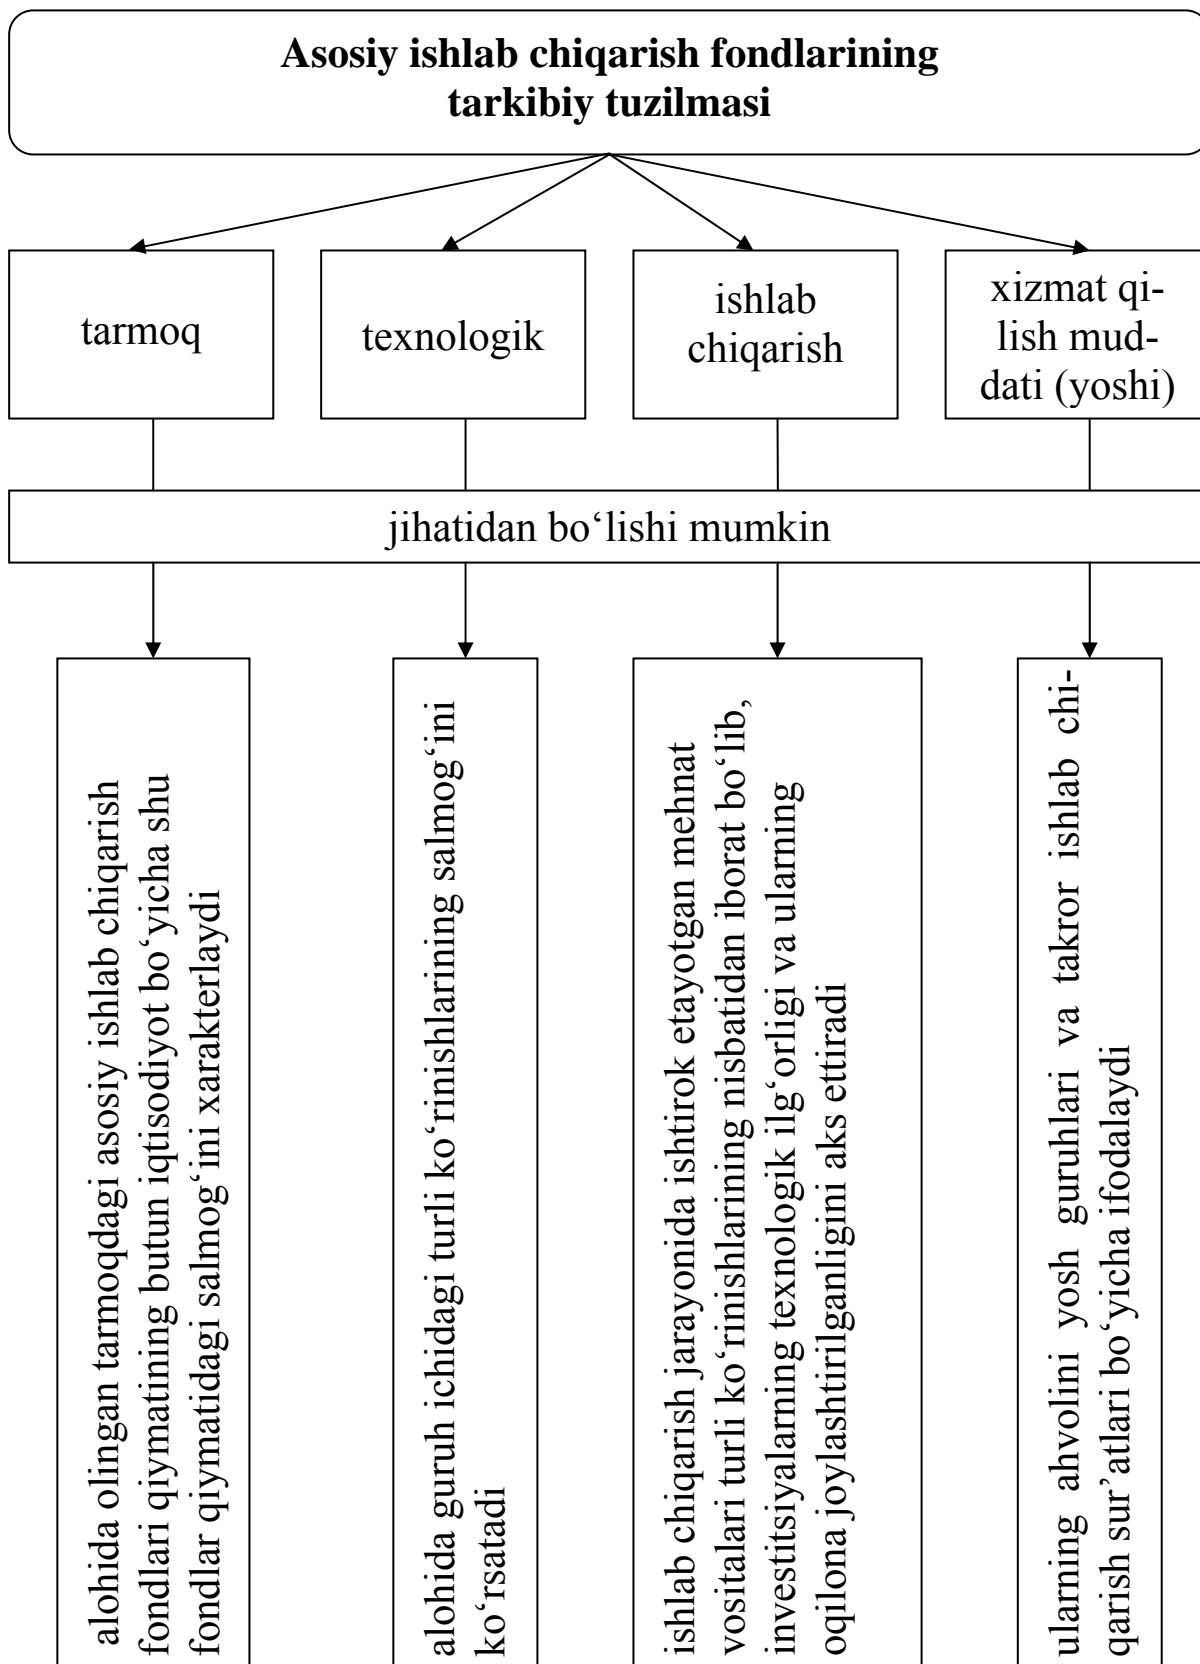 Asosiy ishlab chiqarish fondlarining
tarkibiy tuzilmasi
tarmoq
texnologik
ishlab
chiqarish
xizmat qi-
lish mud-
dati (yoshi)
jihatidan bo‘lishi mumkin
alohida olingan tarmoqdagi asosiy ishlab chiqarish
fondlari qiymatining butun iqtisodiyot bo‘yicha shu
fondlar qiymatidagi salmog‘ini xarakterlaydi
alohida guruh ichidagi turli ko‘rinishlarining salmog‘ini
ko‘rsatadi
ishlab chiqarish jarayonida ishtirok etayotgan mehnat
vositalari turli ko‘rinishlarining nisbatidan iborat bo‘lib,
investitsiyalarning texnologik ilg‘orligi va ularning
oqilona joylashtirilganligini aks ettiradi
ularning ahvolini yosh guruhlari va takror ishlab chi-
qarish sur’atlari bo‘yicha ifodalaydi